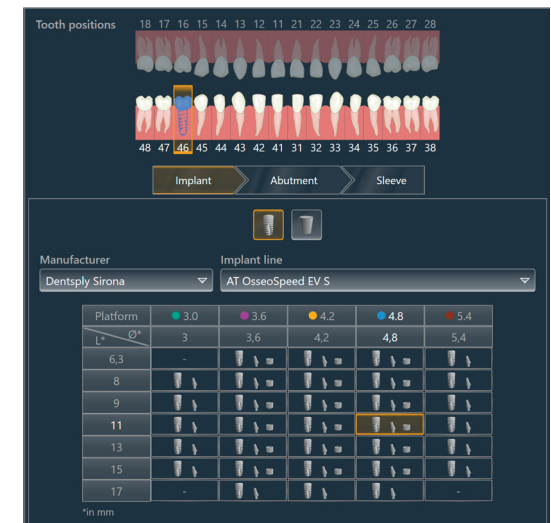 Tooth positions 18 17 16 15 14 13 12 11 21 22 23 24 25 26 27 28
48 47 46 45 44 43 42 41 31 32 33 34 35 36 37 38
Implant Abutment Sleeve
Manufacturer Implant line
Dentsply Sirona AT OsseoSpeed EV S
Platform 3.0 3.6 4.2 4.8 5.4
L* Ø* 3 3,6 4,2 4,8 5,4
6,3 -
8
9
11
13
15
17 - -
*in mm